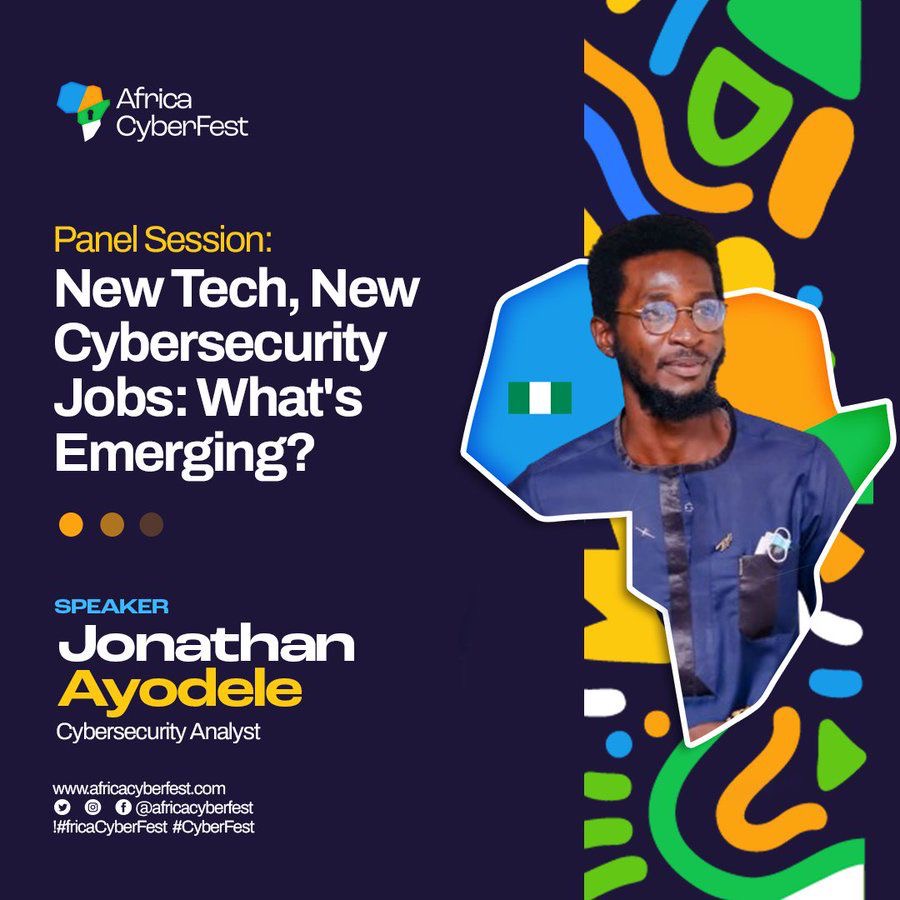 Africa
CyberFest
Panel Session:
New Tech, New
Cybersecurity
Jobs: What's
Emerging?
SPEAKER
Jonathan
Ayodele
Cybersecurity Analyst
www.africacyberfest.com
@africacyberfest
!#fricaCyberFest #CyberFest